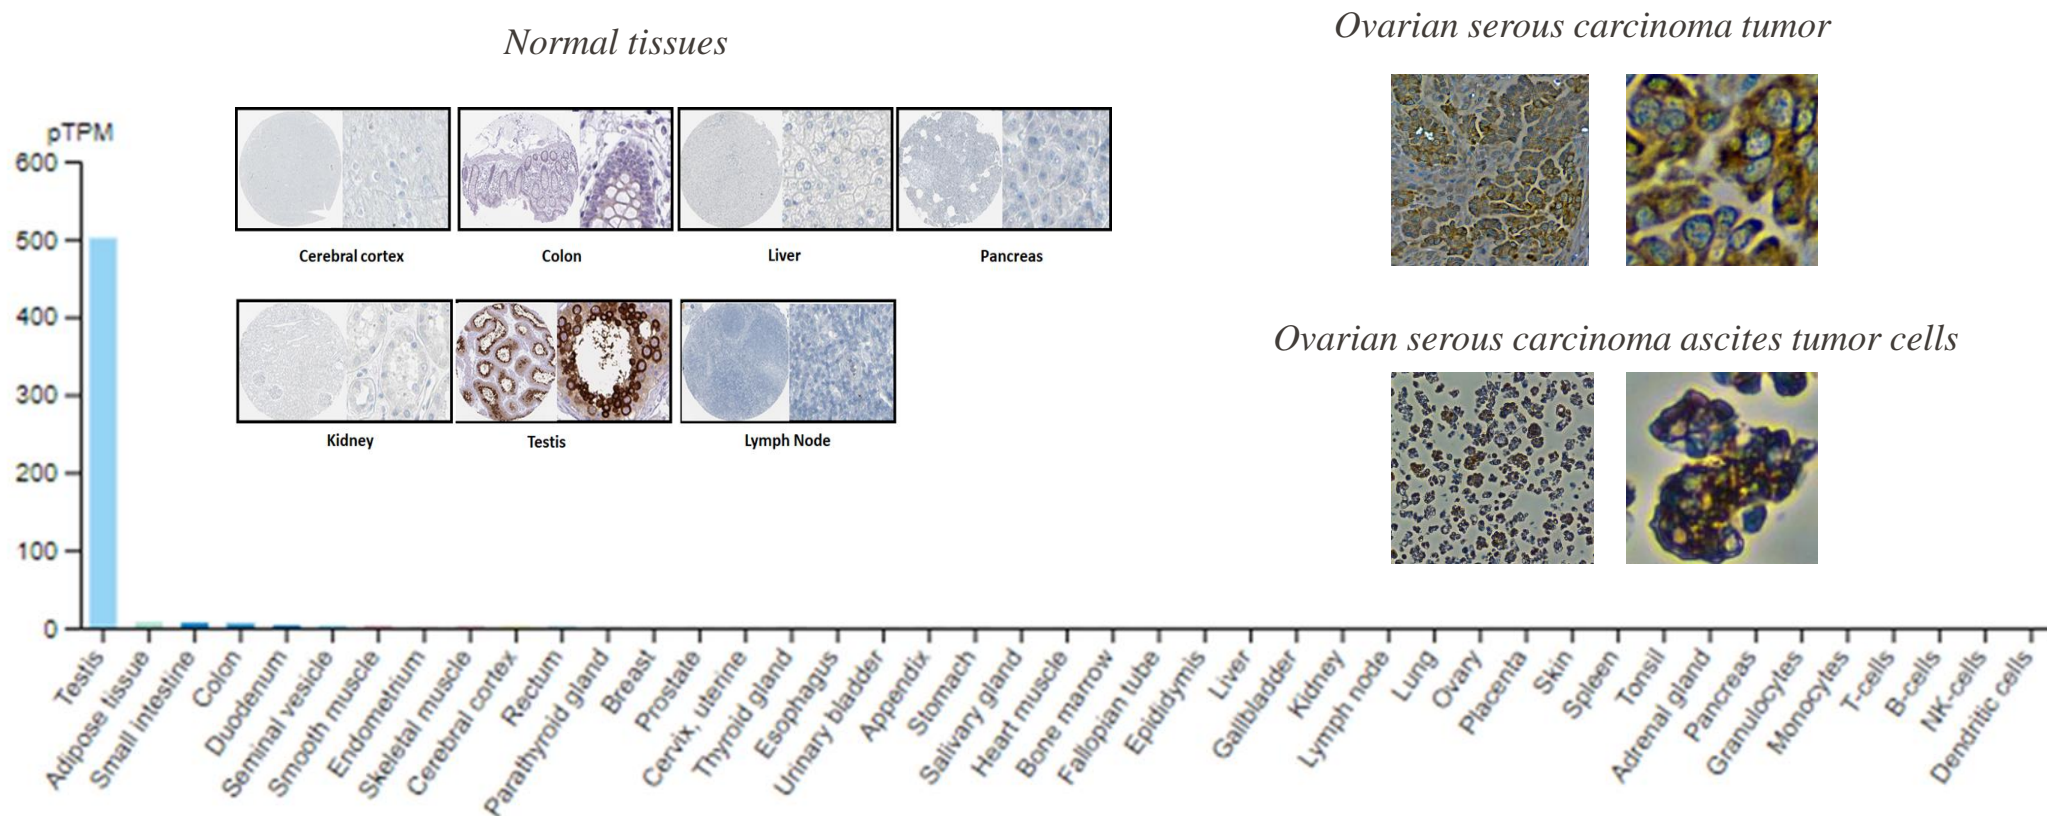 Normal tissues
Ovarian serous carcinoma tumor
pTPM
600
500
400
300
200
100
0
Cerebral cortex
Colon
Liver
Pancreas
Kidney
Testis
Lymph Node
Ovarian serous carcinoma ascites tumor cells
Testis
Adipose tissue
Small intestine
Colon
Duodenum
Seminal vesicle
Smooth muscle
Endometrium
Skeletal muscle
Cerebral cortex
Rectum
Parathyroid gland
Breast
Prostate
Cervix, uterine
Thyroid gland
Esophagus
Urinary bladder
Appendix
Stomach
Salivary gland
Heart muscle
Bone marrow
Fallopian tube
Epididymis
Liver
Gallbladder
Kidney
Lymph node
Lung
Ovary
Placenta
Skin
Spleen
Tonsil
Adrenal gland
Pancreas
Granulocytes
Monocytes
T-cells
B-cells
NK-cells
Dendritic cells